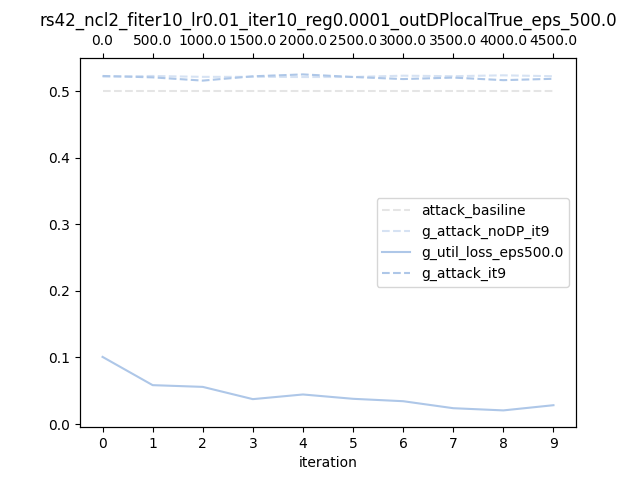 rs42_ncl2_fiter10_lr0.01_iter10_reg0.0001_outDPlocalTrue_eps_500.0
0.0 500.0 1000.0 1500.0 2000.0 2500.0 3000.0 3500.0 4000.0 4500.0
0.5
0.4
0.3
0.2
0.1
0.0
attack_basiline
g_attack_noDP_it9
g_util_loss_eps500.0
g_attack_it9
0 1 2 3 4 5 6 7 8 9
iteration